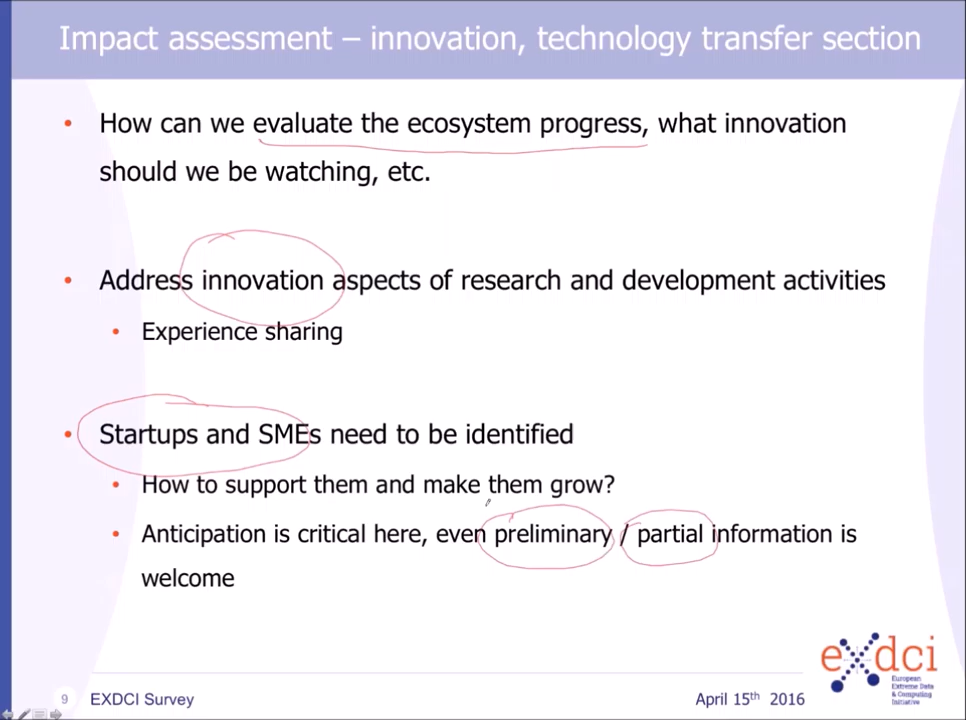 Impact assessment – innovation, technology transfer section
• How can we evaluate the ecosystem progress, what innovation
should we be watching, etc.
• Address innovation aspects of research and development activities
• Experience sharing
• Startups and SMEs need to be identified
• How to support them and make them grow?
• Anticipation is critical here, even preliminary / partial information is
welcome
exdci
European
Extreme Data
& Computing
Initiative
9 EXDCI Survey April 15th 2016